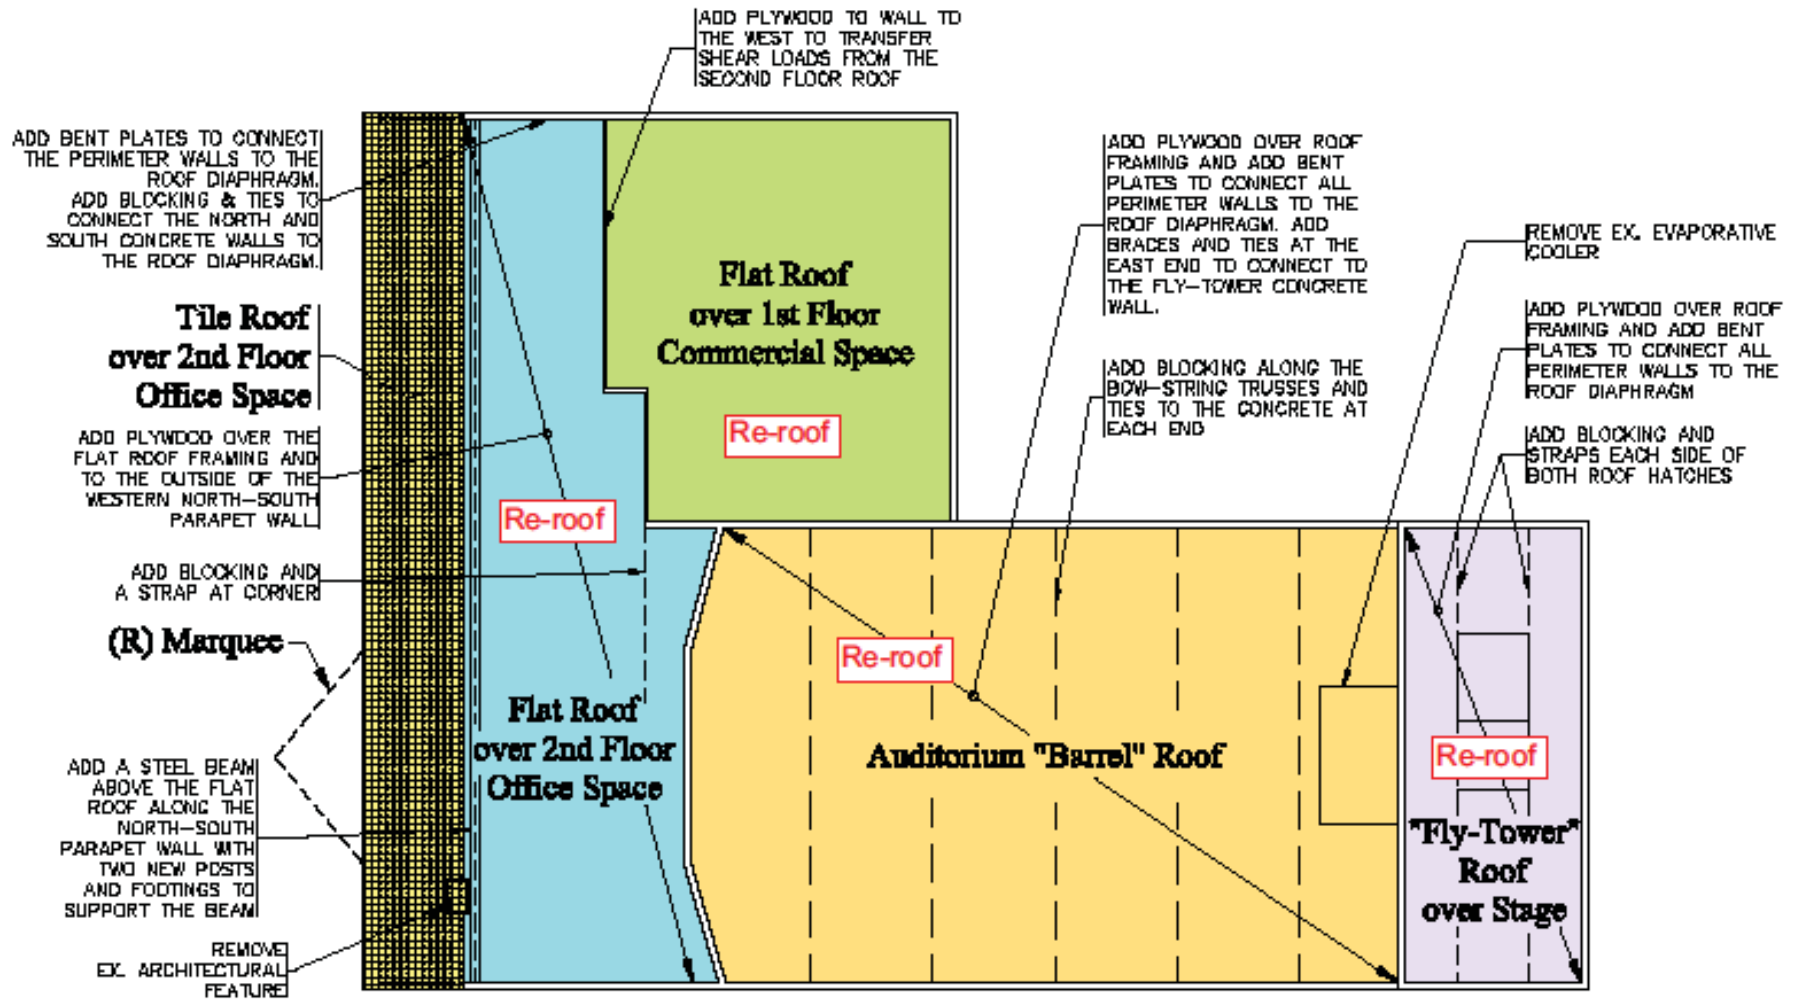 ADD PLYWOOD TO WALL TO
THE WEST TO TRANSFER
SHEAR LOADS FROM THE
SECOND FLOOR ROOF
ADD BENT PLATES TO CONNECT
THE PERIMETER WALLS TO THE
ROOF DIAPHRAGM.
ADD BLOCKING & TIES TO
CONNECT THE NORTH AND
SOUTH CONCRETE WALLS TO
THE ROOF DIAPHRAGM.
Tile Roof
over 2nd Floor
Office Space
ADD PLYWOOD OVER THE
FLAT ROOF FRAMING AND
TO THE OUTSIDE OF THE
WESTERN NORTH-SOUTH
PARAPET WALL
ADD BLOCKING AND
A STRAP AT CORNER
(R) Marquee
ADD A STEEL BEAM
ABOVE THE FLAT
ROOF ALONG THE
NORTH-SOUTH
PARAPET WALL WITH
TWO NEW POSTS
AND FOOTINGS TO
SUPPORT THE BEAM
REMOVE
EX. ARCHITECTURAL
FEATURE
Flat Roof
over 1st Floor
Commercial Space
Re-roof
Re-roof
Flat Roof
over 2nd Floor
Office Space
ADD PLYWOOD OVER ROOF
FRAMING AND ADD BENT
PLATES TO CONNECT ALL
PERIMETER WALLS TO THE
ROOF DIAPHRAGM. ADD
BRACES AND TIES AT THE
EAST END TO CONNECT TO
THE FLY-TOWER CONCRETE
WALL.
ADD BLOCKING ALONG THE
BOW-STRING TRUSSES AND
TIES TO THE CONCRETE AT
EACH END
Re-roof
Auditorium "Barrel" Roof
REMOVE EX. EVAPORATIVE
COOLER
ADD PLYWOOD OVER ROOF
FRAMING AND ADD BENT
PLATES TO CONNECT ALL
PERIMETER WALLS TO THE
ROOF DIAPHRAGM
ADD BLOCKING AND
STRAPS EACH SIDE OF
BOTH ROOF HATCHES
Re-roof
"Fly-Tower"
Roof
over Stage